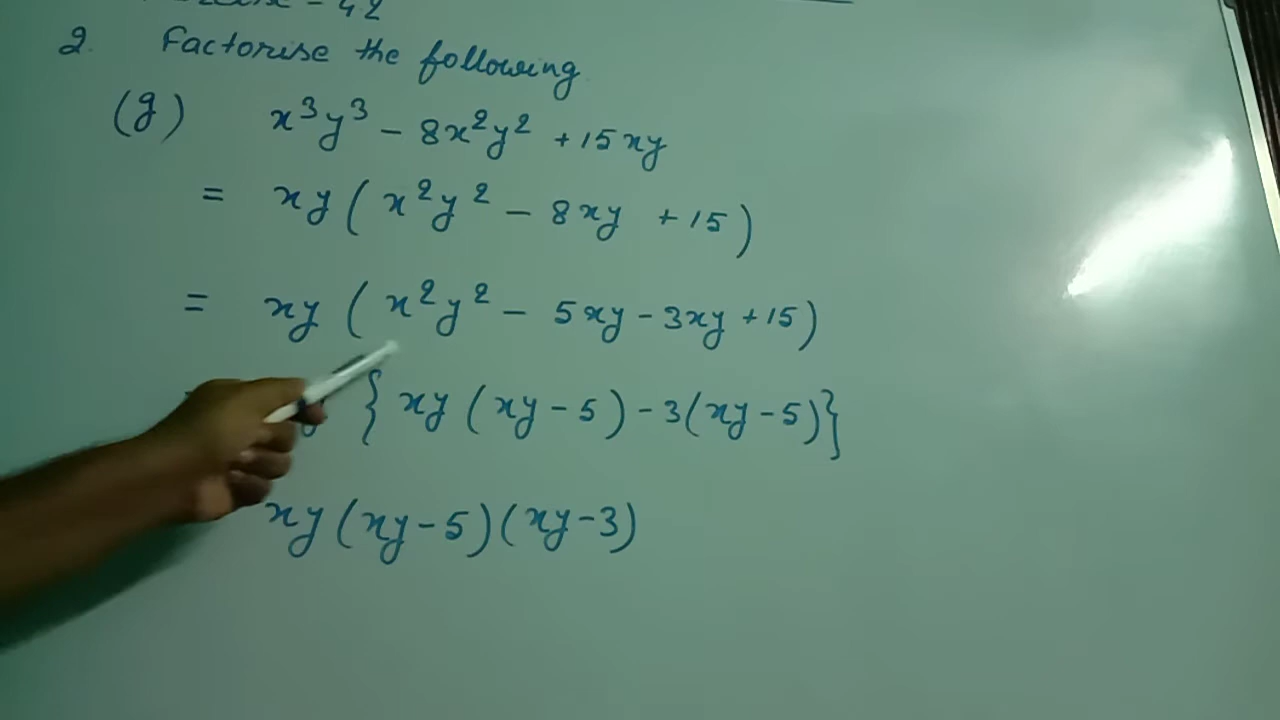 42
2. Factorise the following
(g) x³y³ - 8x²y² + 15xy
= xy(x²y² - 8xy + 15)
= xy(x²y² - 5xy - 3xy + 15)
{xy(xy - 5) - 3(xy - 5)}
xy(xy - 5)(xy - 3)